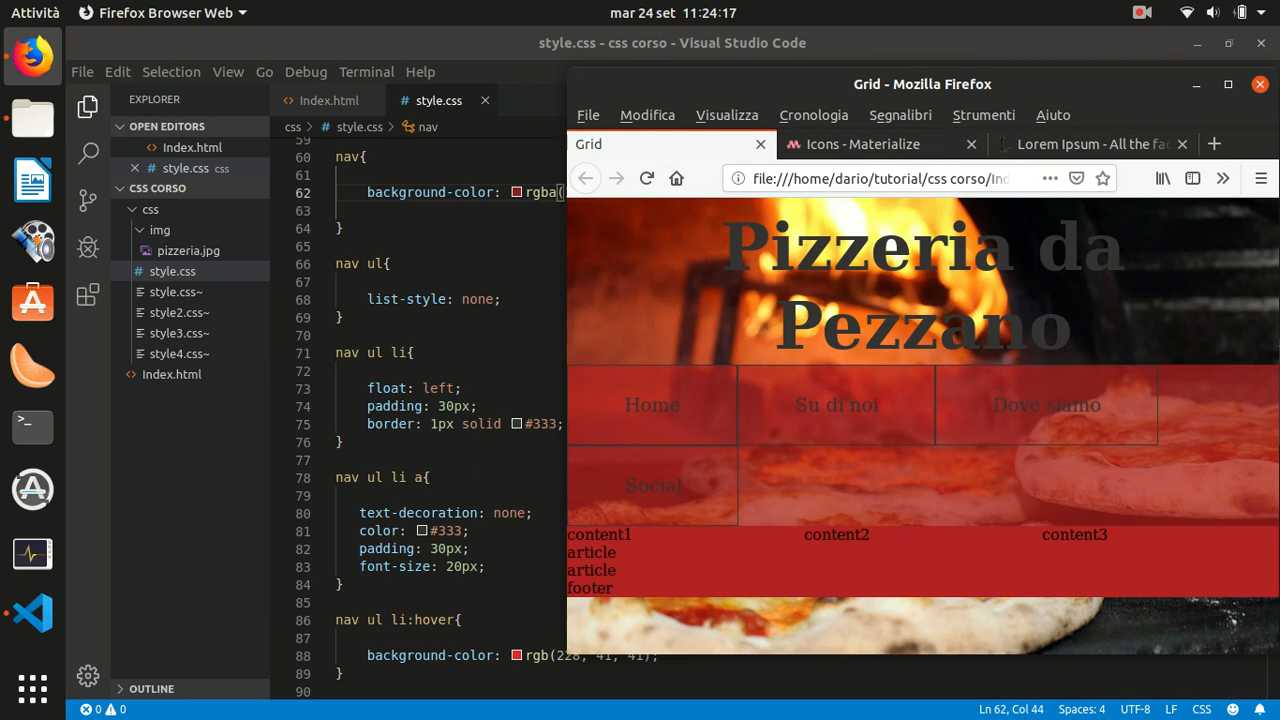 Attività
Firefox Browser Web
mar 24 set 11:24:17
style.css - css corso - Visual Studio Code
File Edit Selection View Go Debug Terminal Help
EXPLORER
OPEN EDITORS
Index.html
style.css css
CSS CORSO
css
img
pizzeria.jpg
style.css
style.css~
style2.css~
style3.css~
style4.css~
Index.html
OUTLINE
Index.html
style.css
css > style.css > nav
59
60 nav{
61
62 background-color: rgba(
63
64 }
65
66 nav ul{
67
68 list-style: none;
69 }
70
71 nav ul li{
72
73 float: left;
74 padding: 30px;
75 border: 1px solid #333;
76 }
77
78 nav ul li a{
79
80 text-decoration: none;
81 color: #333;
82 padding: 30px;
83 font-size: 20px;
84 }
85
86 nav ul li:hover{
87
88 background-color: rgb(228, 41, 41);
89 }
90
Grid - Mozilla Firefox
File Modifica Visualizza Cronologia Segnalibri Strumenti Aiuto
Grid
Icons - Materialize
Lorem Ipsum - All the fac
file:///home/dario/tutorial/css corso/Ind
Pizzeria da
Pezzano
Home Su di noi Dove siamo
Social
content1 content2 content3
article
article
footer
0 0
Ln 62, Col 44 Spaces: 4 UTF-8 LF CSS